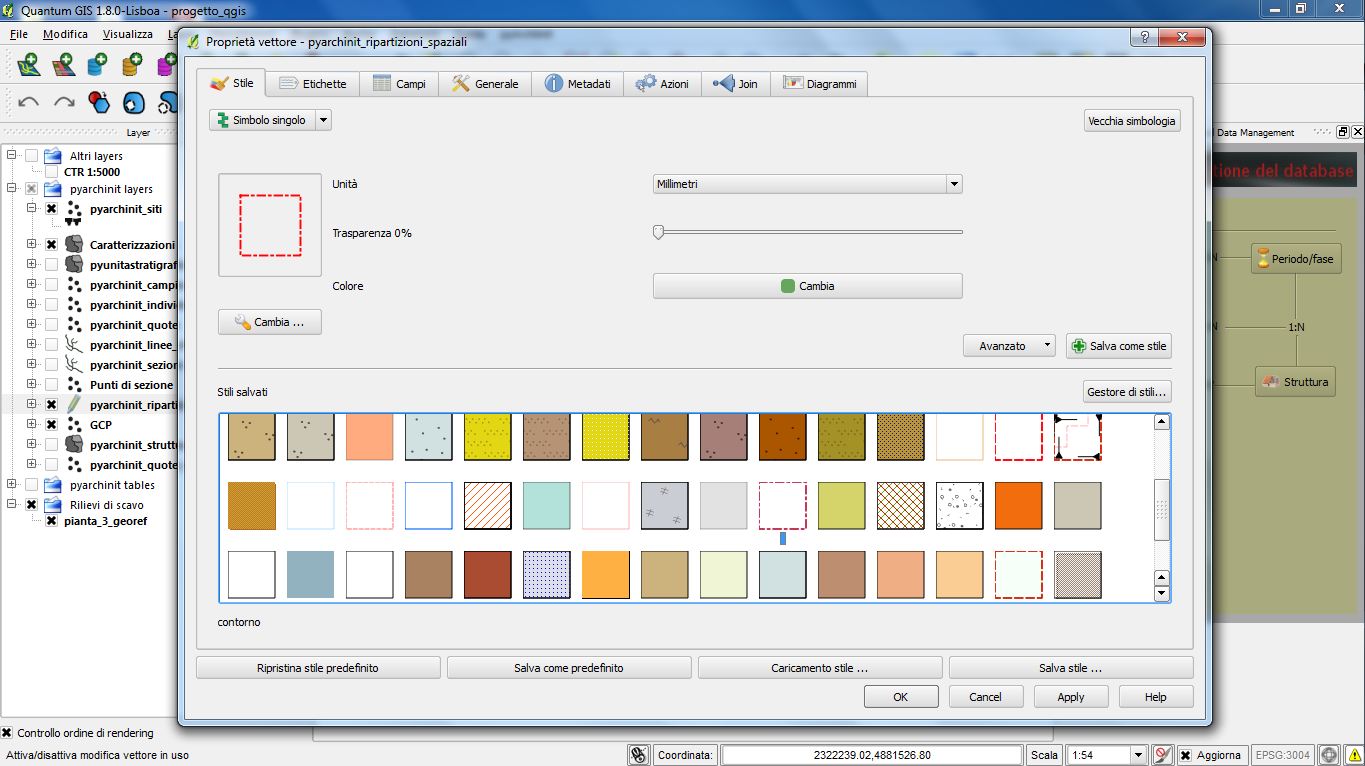 Quantum GIS 1.8.0-Lisboa - progetto_qgis
File Modifica Visualizza
Proprietà vettore - pyarchinit_ripartizioni_spaziali
Stile Etichette Campi Generale Metadati Azioni Join Diagrammi
Simbolo singolo
Vecchia simbologia
Unità
Millimetri
Trasparenza 0%
Colore
Cambia
Cambia ...
Avanzato
Salva come stile
Stili salvati
Gestore di stili...
contorno
Ripristina stile predefinito
Salva come predefinito
Caricamento stile ...
Salva stile ...
OK
Cancel
Apply
Help
Layer
Altri layers
CTR 1:5000
pyarchinit layers
pyarchinit_siti
Caratterizzazioni
pyunitastratigraf
pyarchinit_campi
pyarchinit_indivi
pyarchinit_quote
pyarchinit_linee_
pyarchinit_sezion
Punti di sezione
pyarchinit_riparti
GCP
pyarchinit_strutt
pyarchinit_quote
pyarchinit tables
Rilievi di scavo
pianta_3_georef
Data Management
tione del database
Periodo/fase
N
1:N
N
Struttura
Controllo ordine di rendering
Attiva/disattiva modifica vettore in uso
Coordinata:
2322239.02,4881526.80
Scala
1:54
Aggiorna
EPSG:3004